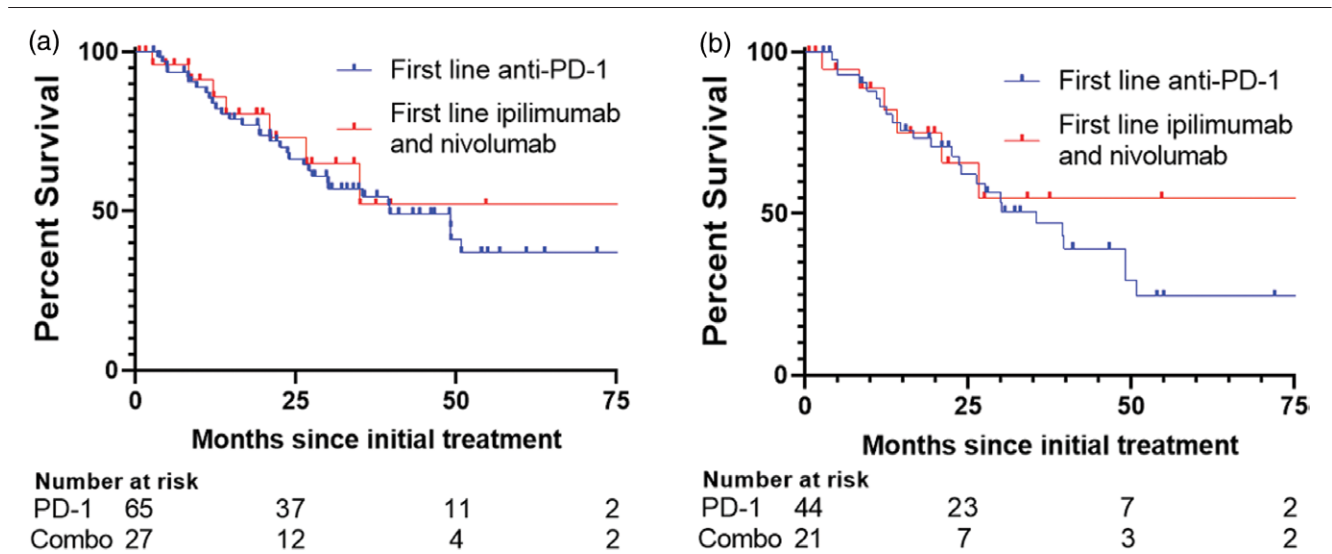 (a)
Percent Survival
100
50
0
First line anti-PD-1
First line ipilimumab
and nivolumab
0 25 50 75
Months since initial treatment
Number at risk
PD-1 65 37 11 2
Combo 27 12 4 2
(b)
Percent Survival
100
50
0
First line anti-PD-1
First line ipilimumab
and nivolumab
0 25 50 75
Months since initial treatment
Number at risk
PD-1 44 23 7 2
Combo 21 7 3 2